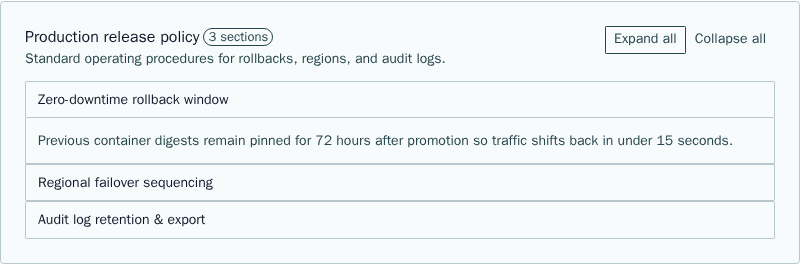 Production release policy 3 sections
Expand all Collapse all
Standard operating procedures for rollbacks, regions, and audit logs.
Zero-downtime rollback window
Previous container digests remain pinned for 72 hours after promotion so traffic shifts back in under 15 seconds.
Regional failover sequencing
Audit log retention & export